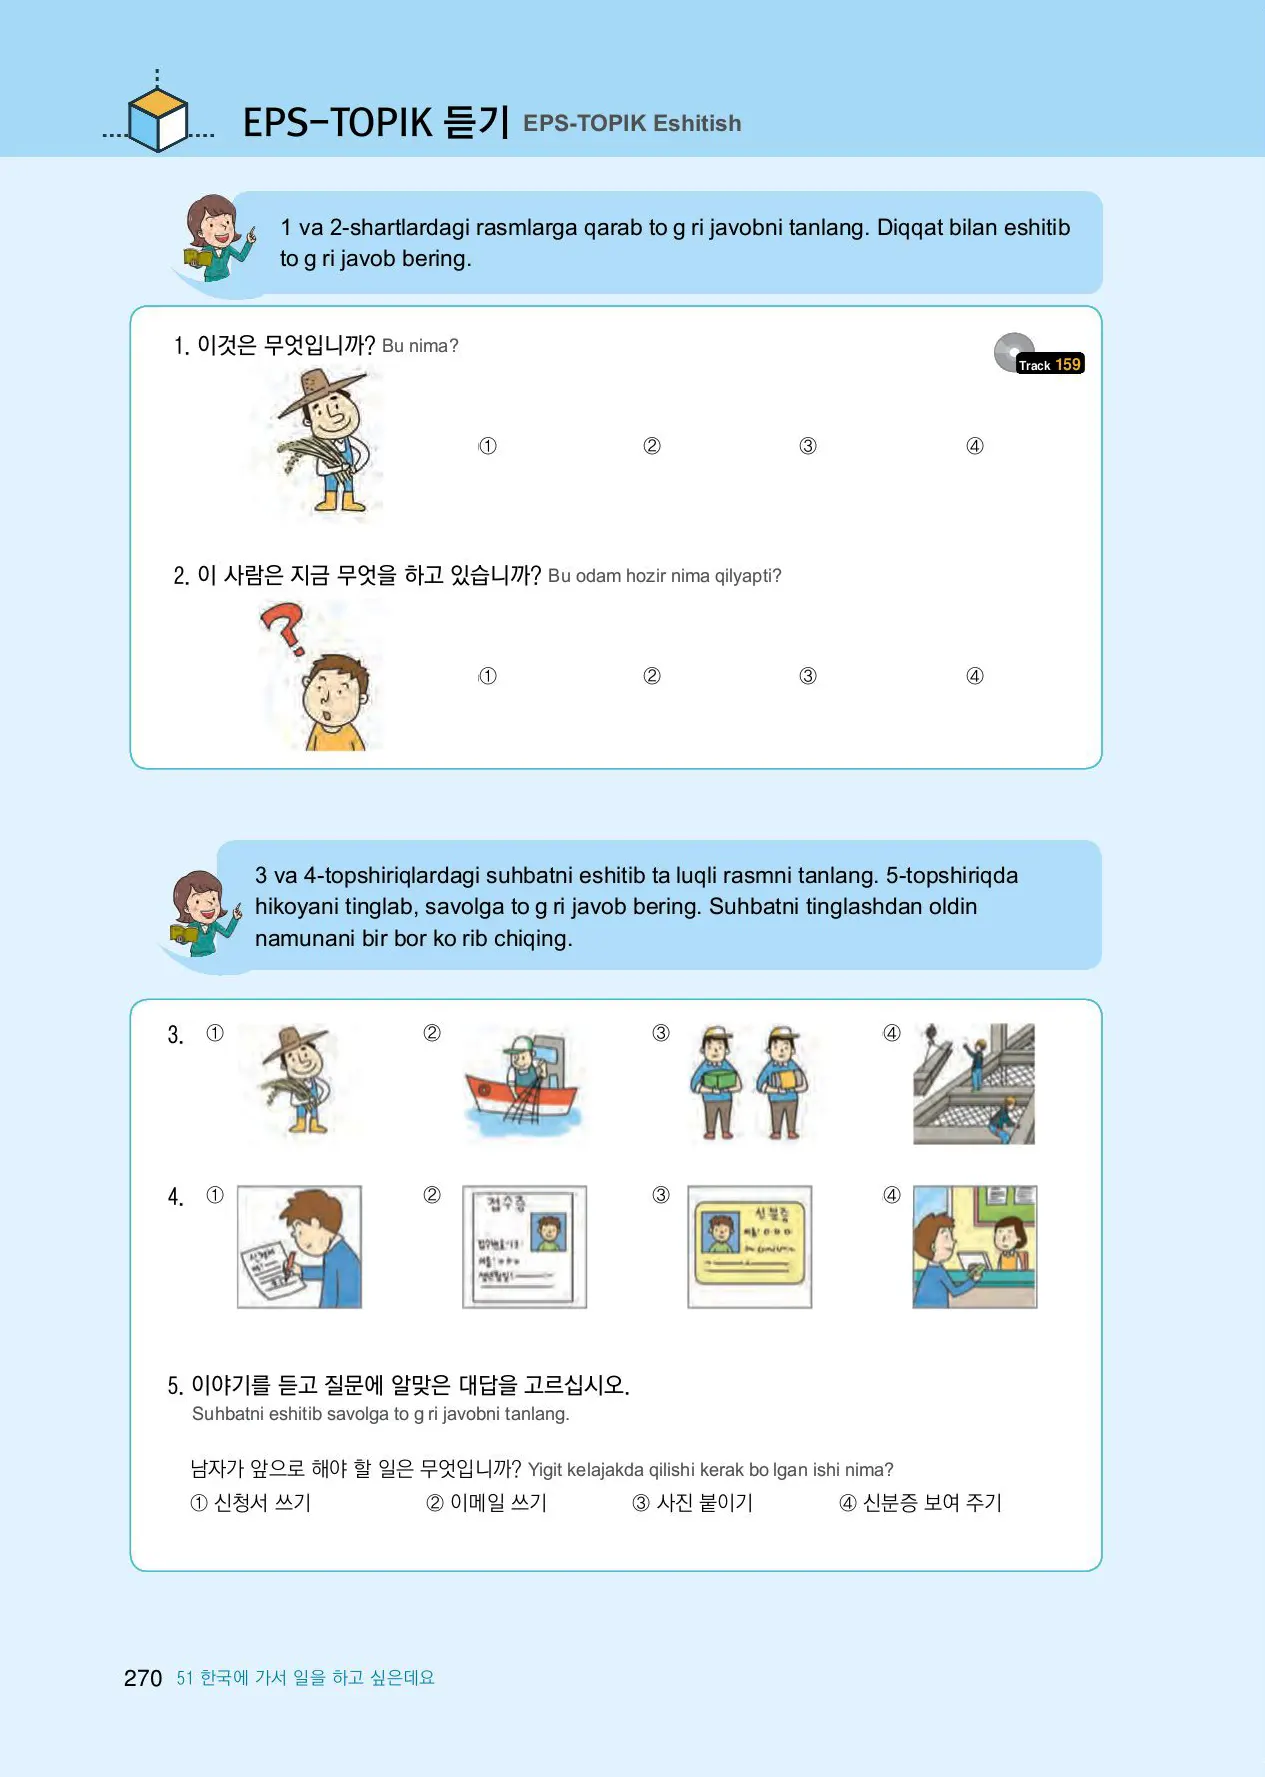 EPS-TOPIK 듣기 EPS-TOPIK Eshitish
1 va 2-shartlardagi rasmlarga qarab to g ri javobni tanlang. Diqqat bilan eshitib
to g ri javob bering.
1. 이것은 무엇입니까? Bu nima?
Track 159
① ② ③ ④
2. 이 사람은 지금 무엇을 하고 있습니까? Bu odam hozir nima qilyapti?
① ② ③ ④
3 va 4-topshiriqlardagi suhbatni eshitib ta luqli rasmni tanlang. 5-topshiriqda
hikoyani tinglab, savolga to g ri javob bering. Suhbatni tinglashdan oldin
namunani bir bor ko rib chiqing.
3. ① ② ③ ④
4. ① ② ③ ④
신청서
접수증
신분증
5. 이야기를 듣고 질문에 알맞은 대답을 고르십시오.
Suhbatni eshitib savolga to g ri javobni tanlang.
남자가 앞으로 해야 할 일은 무엇입니까? Yigit kelajakda qilishi kerak bo lgan ishi nima?
① 신청서 쓰기 ② 이메일 쓰기 ③ 사진 붙이기 ④ 신분증 보여 주기
270 51 한국에 가서 일을 하고 싶은데요